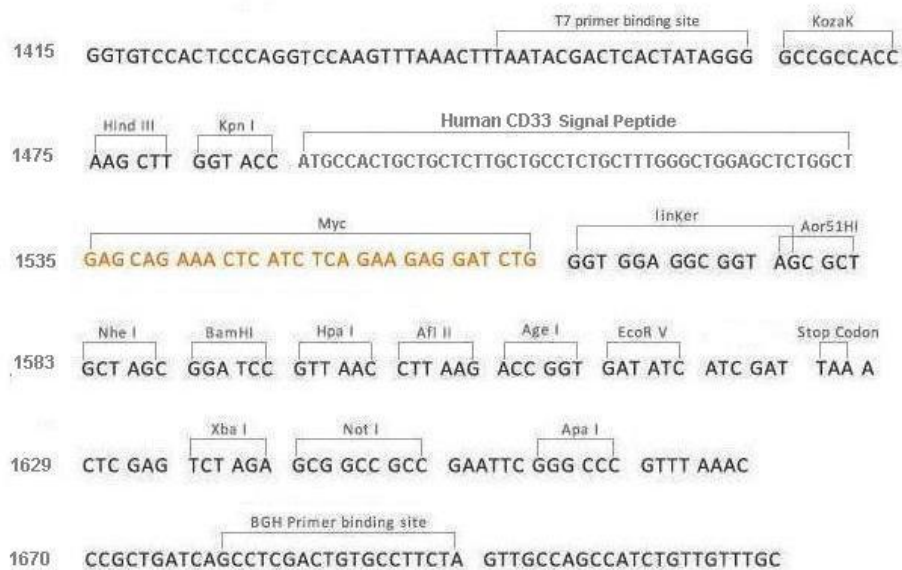 T7 primer binding site KozaK
1415 GGTGTCCACTCCCAGGTCCAAGTTTAAACTTTAATACGACTCACTATAGGG GCCGCCACC
Hind III Kpn I Human CD33 Signal Peptide
1475 AAG CTT GGT ACC ATGCCACTGCTGCTCTTGCTGCCTCTGCTTTGGGCTGGAGCTCTGGCT
Myc linker Aor51HI
1535 GAG CAG AAA CTC ATC TCA GAA GAG GAT CTG GGT GGA GGC GGT AGC GCT
Nhe I BamHI Hpa I Afl II Age I EcoR V Stop Codon
1583 GCT AGC GGA TCC GTT AAC CTT AAG ACC GGT GAT ATC ATC GAT TAA A
Xba I Not I Apa I
1629 CTC GAG TCT AGA GCG GCCGCC GAATTC GGG CCC GTTT AAAC
BGH Primer binding site
1670 CCGCTGATCAGCCTCGACTGTGCCTTCTA GTTGCCAGCCATCTGTTGTTTGC